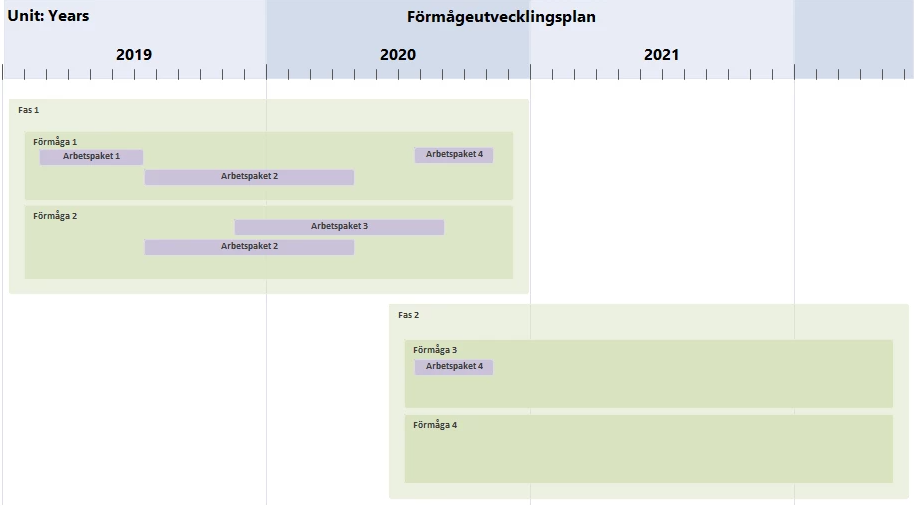 Unit: Years
Förmågeutvecklingsplan
2019
2020
2021
Fas 1
Förmåga 1
Arbetspaket 1
Arbetspaket 4
Arbetspaket 2
Förmåga 2
Arbetspaket 3
Arbetspaket 2
Fas 2
Förmåga 3
Arbetspaket 4
Förmåga 4